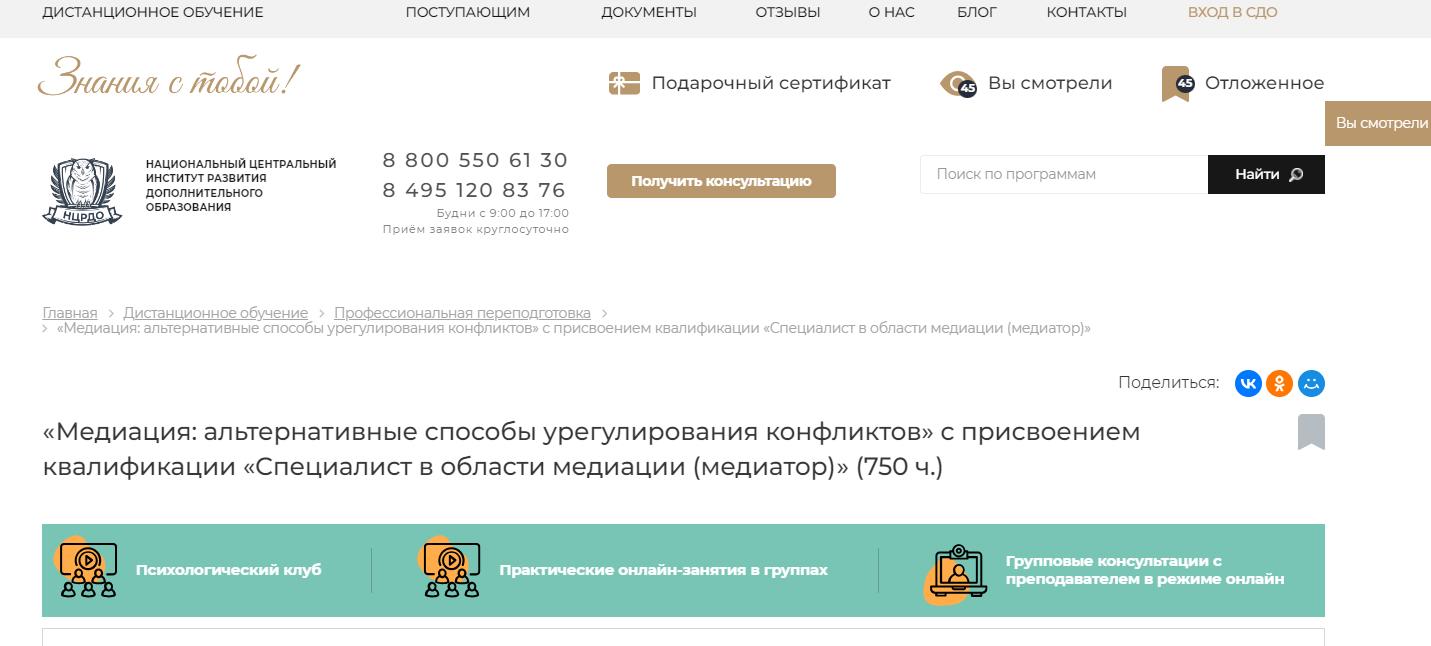 ДИСТАНЦИОННОЕ ОБУЧЕНИЕ ПОСТУПАЮЩИМ ДОКУМЕНТЫ ОТЗЫВЫ О НАС БЛОГ КОНТАКТЫ ВХОД В СДО
Знания с тобой!
Подарочный сертификат
45 Вы смотрели
45 Отложенное
Вы смотрели
НЦРДО
НАЦИОНАЛЬНЫЙ ЦЕНТРАЛЬНЫЙ
ИНСТИТУТ РАЗВИТИЯ
ДОПОЛНИТЕЛЬНОГО
ОБРАЗОВАНИЯ
8 800 550 61 30
8 495 120 83 76
Будни с 9:00 до 17:00
Приём заявок круглосуточно
Получить консультацию
Поиск по программам
Найти
Главная > Дистанционное обучение > Профессиональная переподготовка >
> «Медиация: альтернативные способы урегулирования конфликтов» с присвоением квалификации «Специалист в области медиации (медиатор)»
Поделиться:
«Медиация: альтернативные способы урегулирования конфликтов» с присвоением
квалификации «Специалист в области медиации (медиатор)» (750 ч.)
Психологический клуб
Практические онлайн-занятия в группах
Групповые консультации с
преподавателем в режиме онлайн